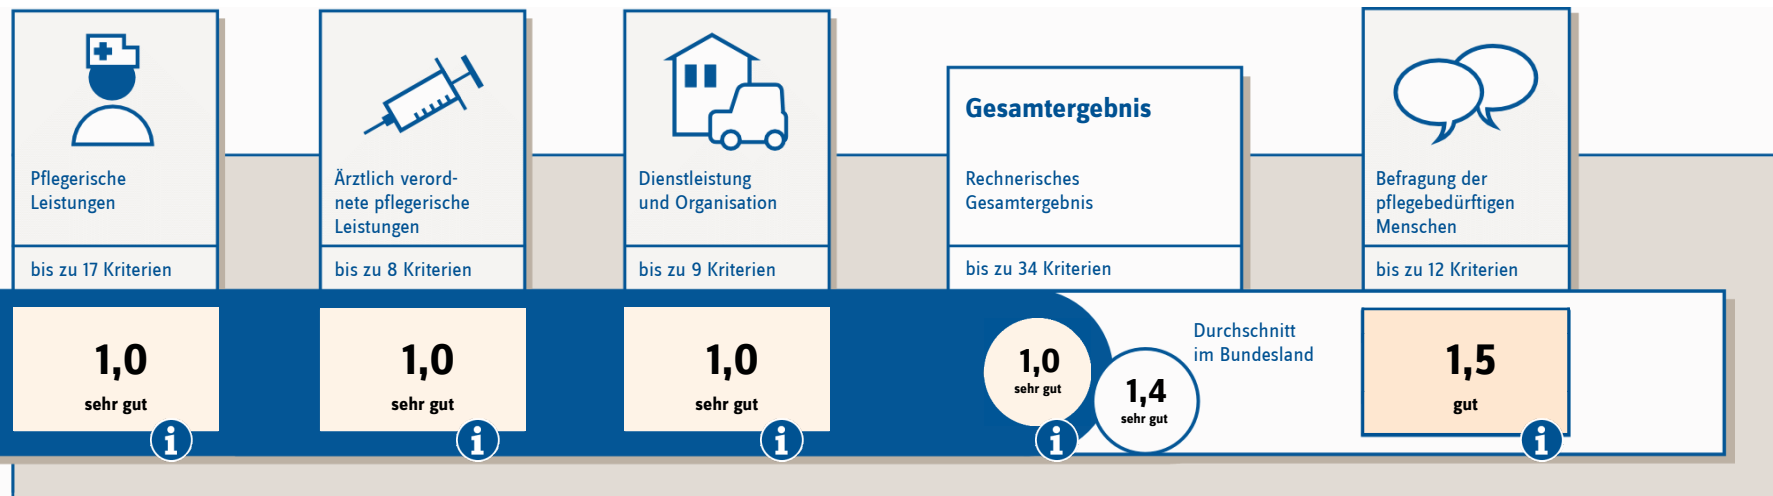 Pflegerische
Leistungen
bis zu 17 Kriterien
1,0
sehr gut
i
Ärztlich verord-
nete pflegerische
Leistungen
bis zu 8 Kriterien
1,0
sehr gut
i
Dienstleistung
und Organisation
bis zu 9 Kriterien
1,0
sehr gut
i
Gesamtergebnis
Rechnerisches
Gesamtergebnis
bis zu 34 Kriterien
1,0
sehr gut
i
1,4
sehr gut
Durchschnitt
im Bundesland
Befragung der
pflegebedürftigen
Menschen
bis zu 12 Kriterien
1,5
gut
i